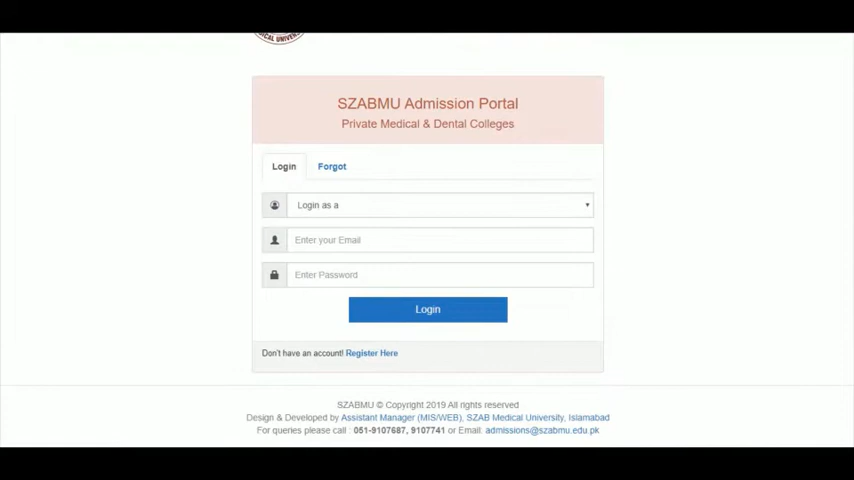 ICAL UNIVER
SZABMU Admission Portal
Private Medical & Dental Colleges
Login Forgot
Login as a
Enter your Email
Enter Password
Login
Don't have an account! Register Here
SZABMU © Copyright 2019 All rights reserved
Design & Developed by Assistant Manager (MIS/WEB), SZAB Medical University, Islamabad
For queries please call : 051-9107687, 9107741 or Email: admissions@szabmu.edu.pk